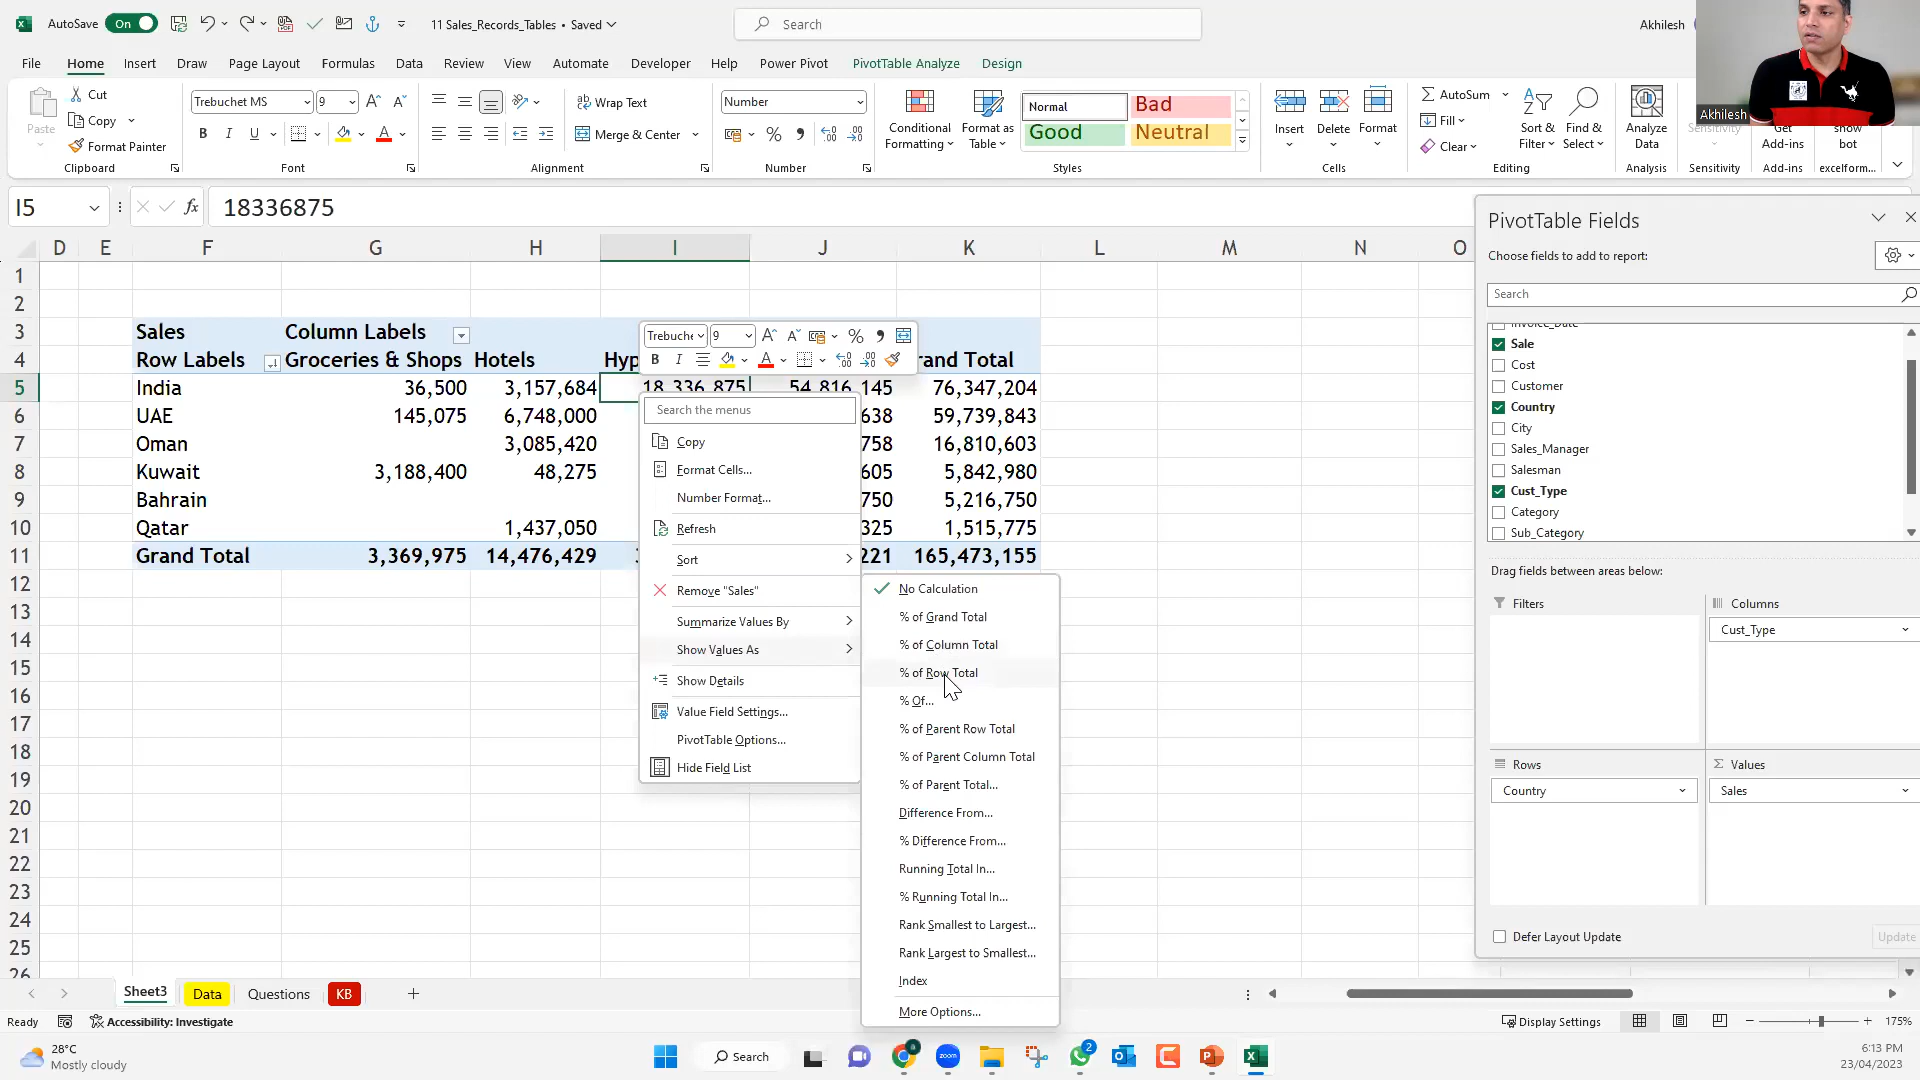 AutoSave On 11 Sales_Records_Tables • Saved Search Akhilesh
File Home Insert Draw Page Layout Formulas Data Review View Automate Developer Help Power Pivot PivotTable Analyze Design
Paste Cut Copy Format Painter
Clipboard
Trebuchet MS 9
B I U A
Font
Wrap Text
Merge & Center
Alignment
Number
Number
Conditional Formatting Format as Table
Normal Bad
Good Neutral
Styles
Insert Delete Format
Cells
AutoSum
Fill
Clear
Sort & Filter Find & Select
Editing
Analyze Data
Analysis
Sensitivity
Sensitivity
Get Add-ins
Add-ins
show bot
excelform...
Akhilesh
I5 fx 18336875
D E F G H I J K L M N O
1
2
3 Sales Column Labels
4 Row Labels Groceries & Shops Hotels Hyp rand Total
5 India 36,500 3,157,684 18,336,875 54,816,145 76,347,204
6 UAE 145,075 6,748,000 638 59,739,843
7 Oman 3,085,420 758 16,810,603
8 Kuwait 3,188,400 48,275 605 5,842,980
9 Bahrain 750 5,216,750
10 Qatar 1,437,050 325 1,515,775
11 Grand Total 3,369,975 14,476,429 221 165,473,155
12
13
14
15
16
17
18
19
20
21
22
23
24
25
26
Trebuche 9 A A % ,
B I A
Search the menus
Copy
Format Cells...
Number Format...
Refresh
Sort
Remove "Sales"
Summarize Values By
Show Values As
Show Details
Value Field Settings...
PivotTable Options...
Hide Field List
No Calculation
% of Grand Total
% of Column Total
% of Row Total
% Of...
% of Parent Row Total
% of Parent Column Total
% of Parent Total...
Difference From...
% Difference From...
Running Total In...
% Running Total In...
Rank Smallest to Largest...
Rank Largest to Smallest...
Index
More Options...
PivotTable Fields
Choose fields to add to report:
Search
Invoice_Date
Sale
Cost
Customer
Country
City
Sales_Manager
Salesman
Cust_Type
Category
Sub_Category
Drag fields between areas below:
Filters Columns
Cust_Type
Rows Values
Country Sales
Defer Layout Update Update
Sheet3 Data Questions KB
Ready Accessibility: Investigate Display Settings 175%
28°C
Mostly cloudy
Search
2
6:13 PM
23/04/2023